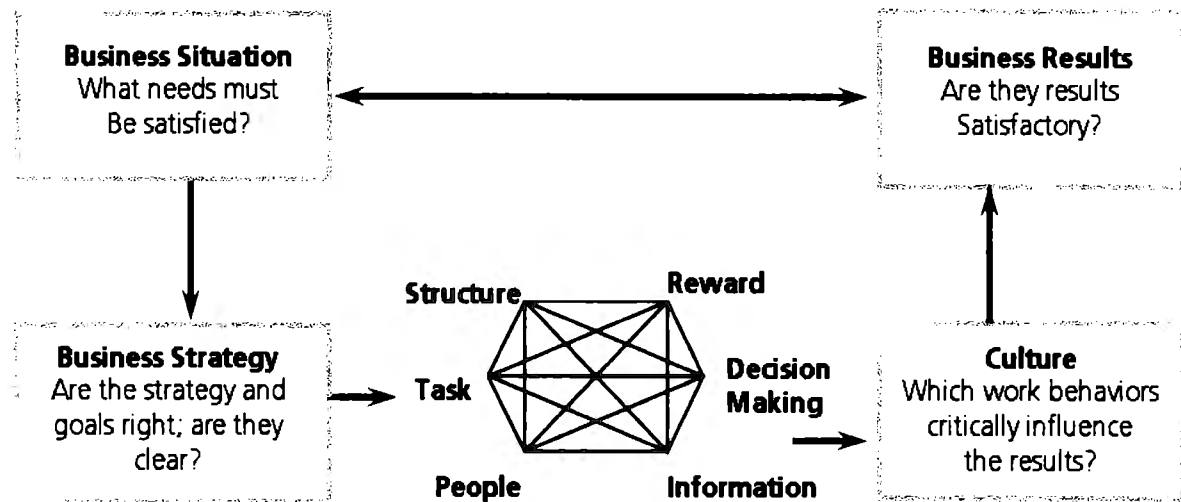 Business Situation
What needs must
Be satisfied?
Business Results
Are they results
Satisfactory?
Structure
Reward
Business Strategy
Are the strategy and
goals right; are they
clear?
Task
Decision
Making
Culture
Which work behaviors
critically influence
the results?
People
Information